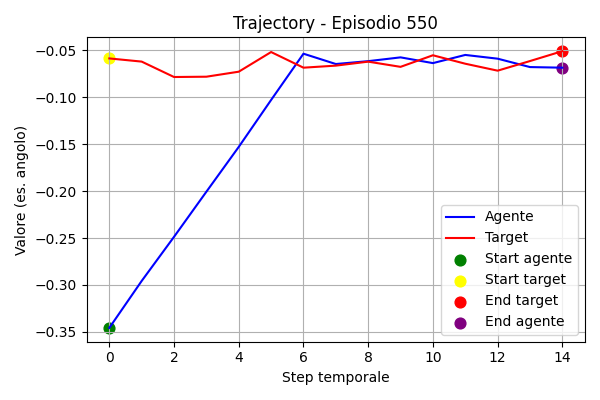 Trajectory - Episodio 550
Valore (es. angolo)
−0.05
−0.10
−0.15
−0.20
−0.25
−0.30
−0.35
Agente
Target
Start agente
Start target
End target
End agente
0 2 4 6 8 10 12 14
Step temporale